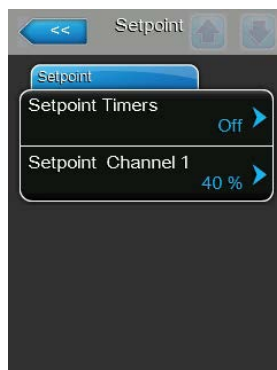 << Setpoint
Setpoint
Setpoint Timers
Off
Setpoint Channel 1
40 %